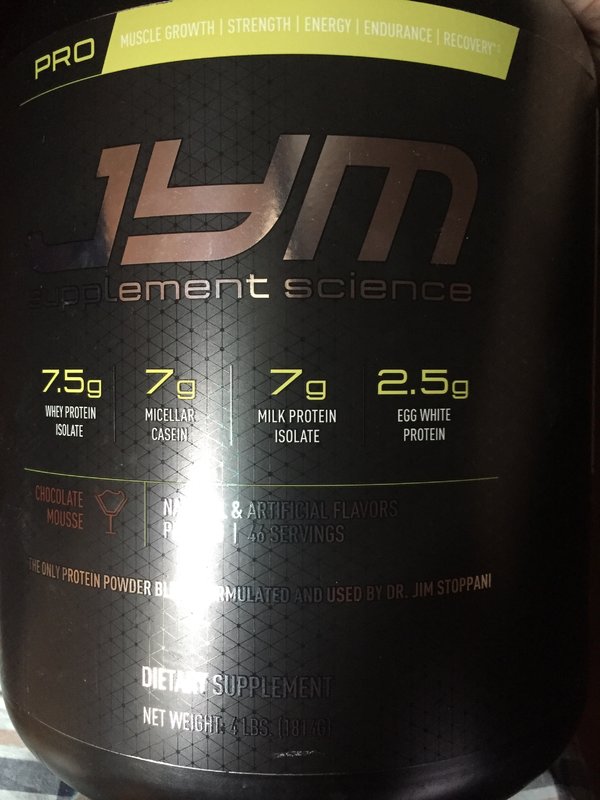 PRO
MUSCLE GROWTH | STRENGTH | ENERGY | ENDURANCE | RECOVERY
JYM
supplement science
7.5g
WHEY PROTEIN
ISOLATE
7g
MICELLAR
CASEIN
7g
MILK PROTEIN
ISOLATE
2.5g
EGG WHITE
PROTEIN
CHOCOLATE
MOUSSE
& ARTIFICIAL FLAVORS
| 46 SERVINGS
THE ONLY PROTEIN POWDER AND USED BY DR. JIM STOPPANI
DIETARY SUPPLEMENT
NET WEIGHT: 4 LBS. (1814G)